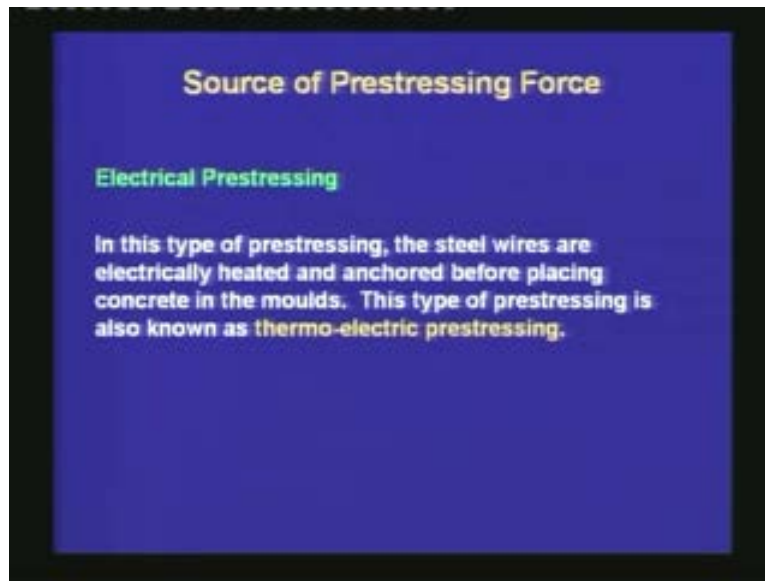 Source of Prestressing Force
Electrical Prestressing
In this type of prestressing, the steel wires are
electrically heated and anchored before placing
concrete in the moulds. This type of prestressing is
also known as thermo-electric prestressing.